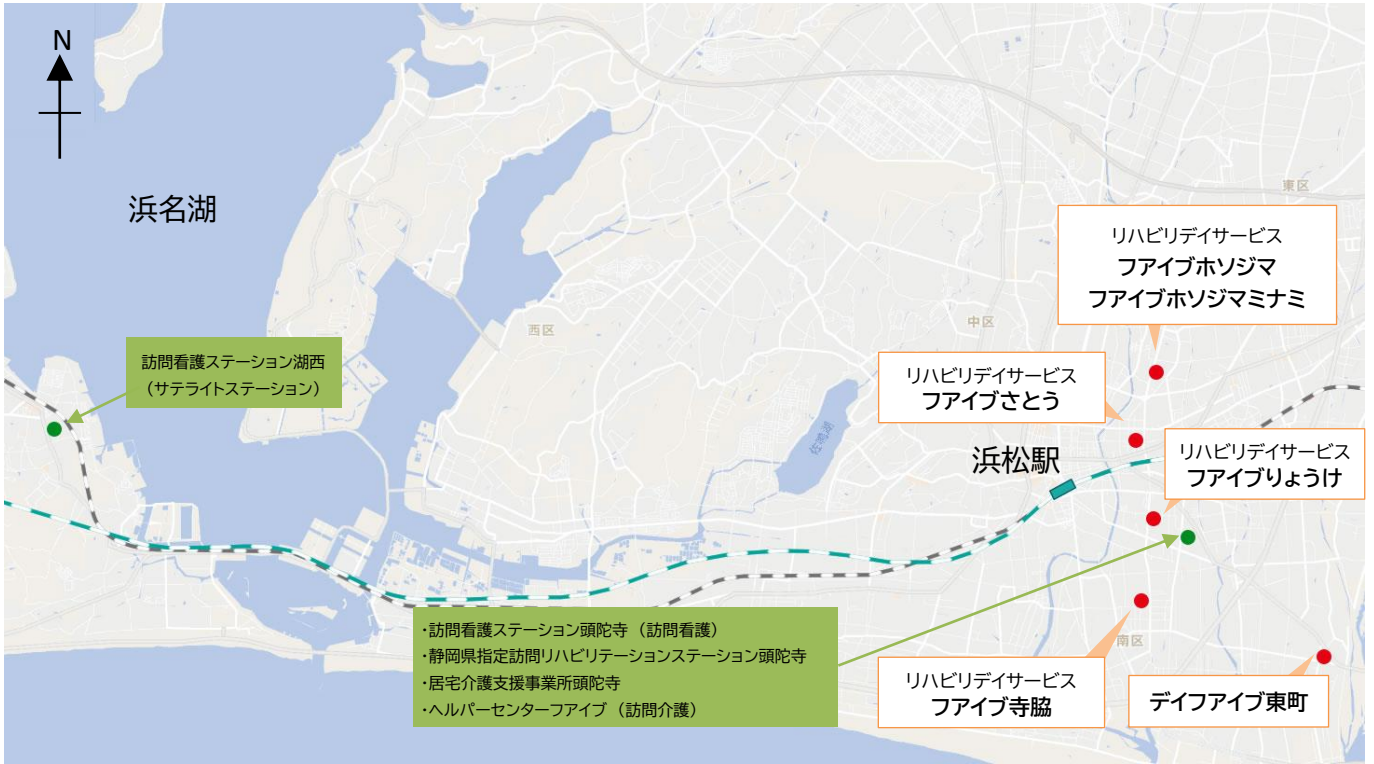 N
浜名湖
東区
リハビリデイサービス
フアイブホソジマ
フアイブホソジマミナミ
中区
西区
訪問看護ステーション湖西
（サテライトステーション）
リハビリデイサービス
フアイブさとう
佐鳴湖
浜松駅
リハビリデイサービス
フアイブりょうけ
・訪問看護ステーション頭陀寺（訪問看護）
・静岡県指定訪問リハビリテーションステーション頭陀寺
・居宅介護支援事業所頭陀寺
・ヘルパーセンターフアイブ（訪問介護）
南区
リハビリデイサービス
フアイブ寺脇
デイフアイブ東町